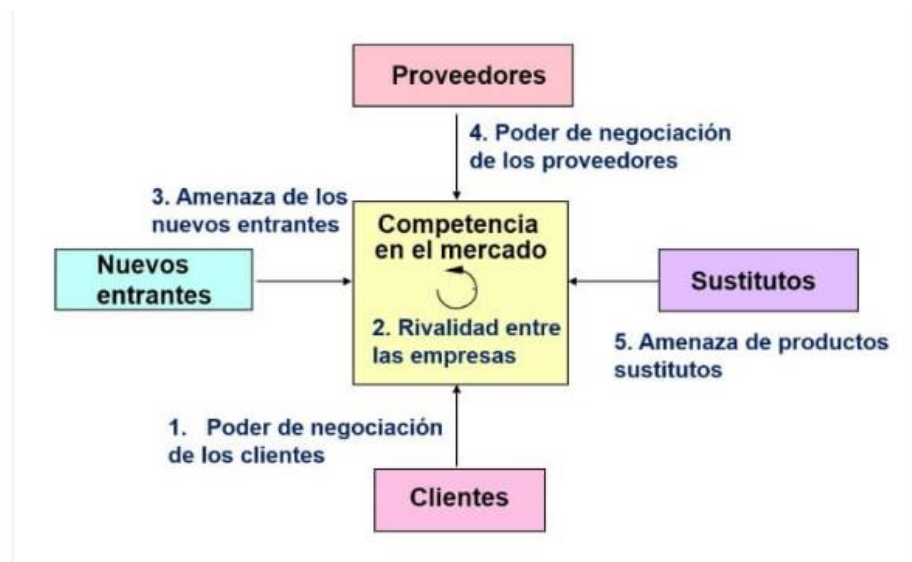 Proveedores
4. Poder de negociación
de los proveedores
3. Amenaza de los
nuevos entrantes
Competencia
en el mercado
Nuevos
entrantes
Sustitutos
2. Rivalidad entre
las empresas
5. Amenaza de productos
sustitutos
1. Poder de negociación
de los clientes
Clientes